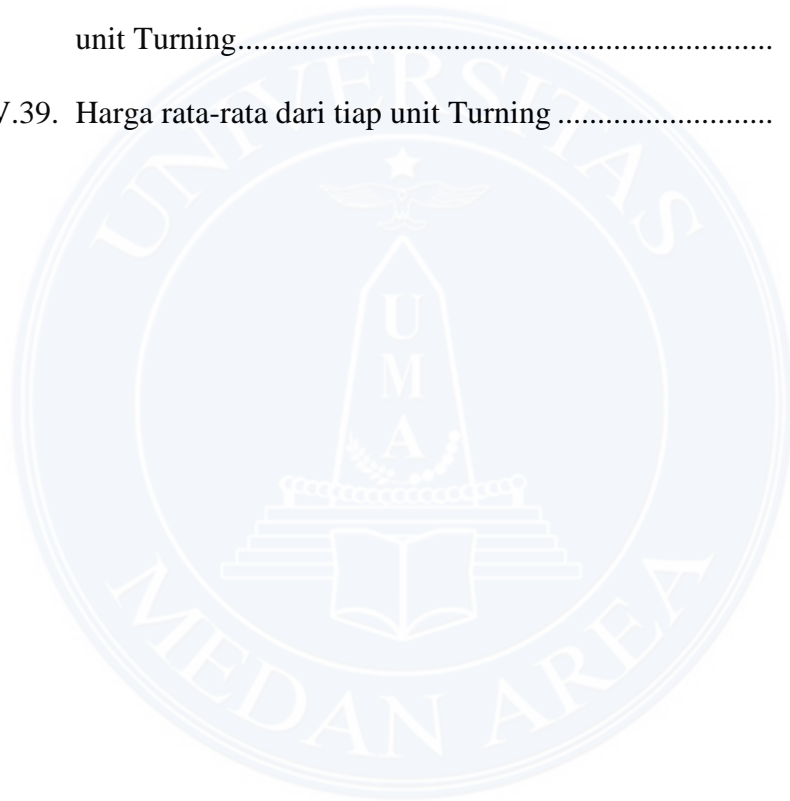 unit Turning...................................................................
V.39. Harga rata-rata dari tiap unit Turning ...........................
UNIVERSITAS
U
M
A
MEDAN AREA